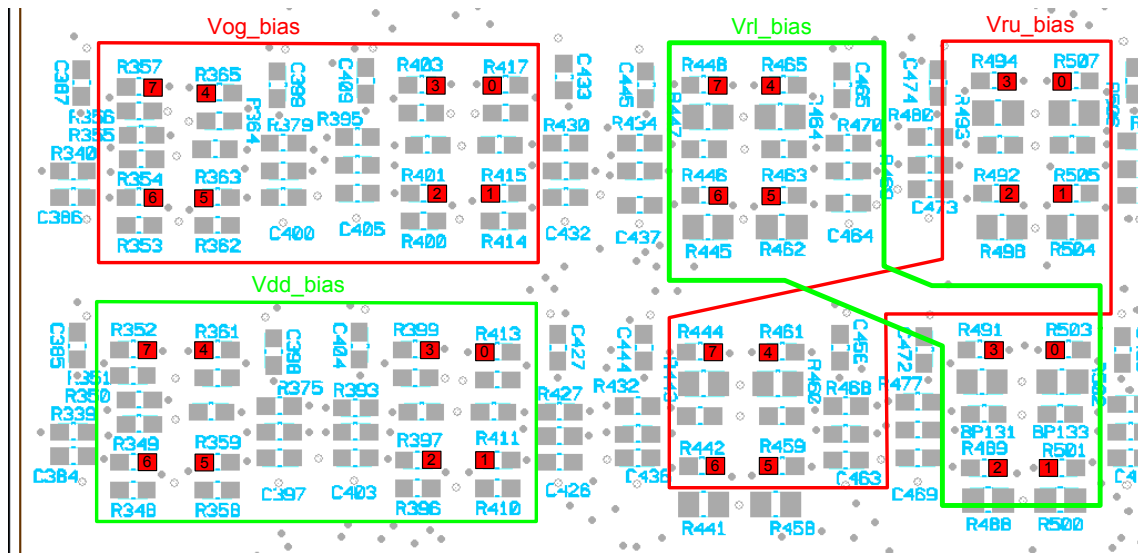 Vog_bias Vrl_bias Vru_bias
R357 R365 C398 C409 R403 R417 C433 C445 R448 R465 C465 C474 R494 R507
C387 7 4 3 0 7 4 3 0
R356 R364 R379 R395 R430 R434 R447 R464 R470 R480 R493
R355
R340
R354 R363 R401 R415 R446 R463 R492 R505
6 5 2 1 6 5 2 1
C386 C400 C405 C432 C437 C464 C473
R353 R362 R400 R414 R445 R462 R504
Vdd_bias
R352 R361 C398 C404 R399 R413 C427 C444 R444 R461 C456 C472 R491 R503
C385 7 4 3 0 7 4 3 0
R351 R375 R393 R427 R432 R460 R468 R477 R502
R350
R339
R349 R359 R397 R411 R442 R459 BP131 BP133
R489 R501
6 5 2 1 6 5 2 1
C384 C397 C403 C426 C436 C463 C469
R348 R358 R396 R410 R441 R458 R488 R500